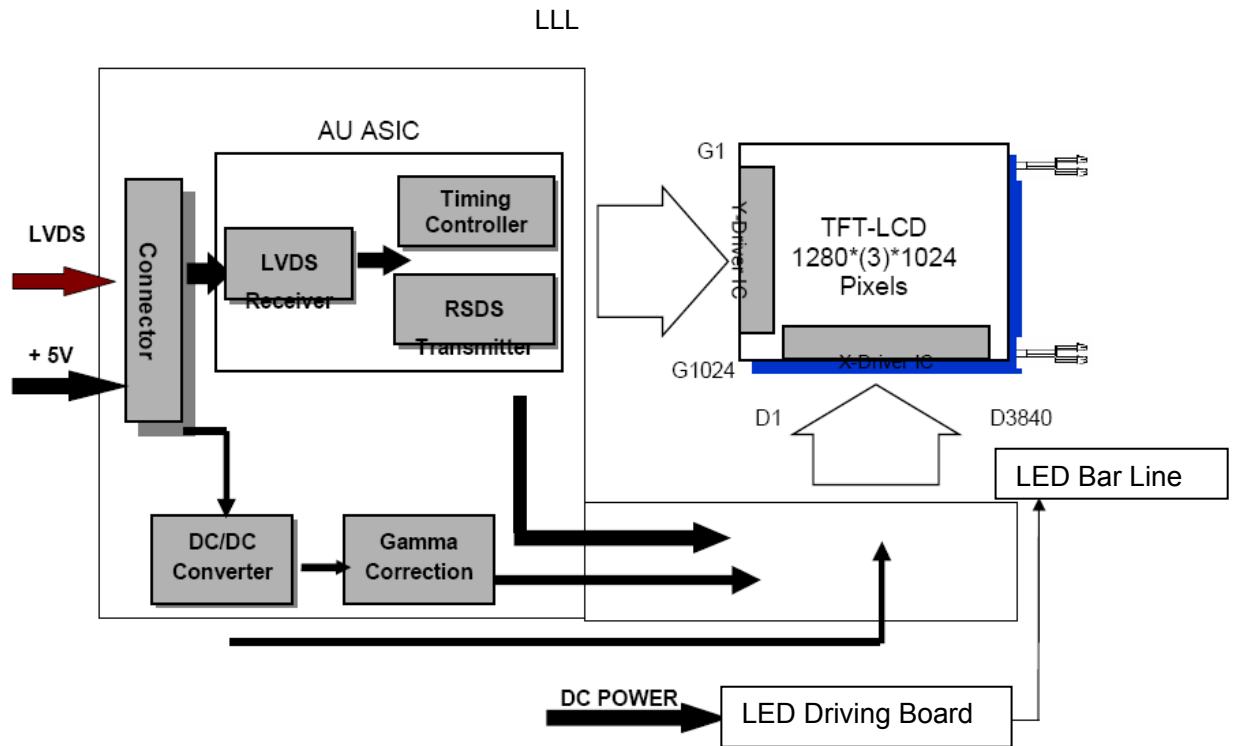 LLL
AU ASIC
G1
Timing
Controller
LVDS
Connector
LVDS
Receiver
Y-Driver IC
TFT-LCD
1280*(3)*1024
Pixels
RSDS
Transmitter
+ 5V
X-Driver IC
G1024
D1
D3840
LED Bar Line
DC/DC
Converter
Gamma
Correction
DC POWER
LED Driving Board